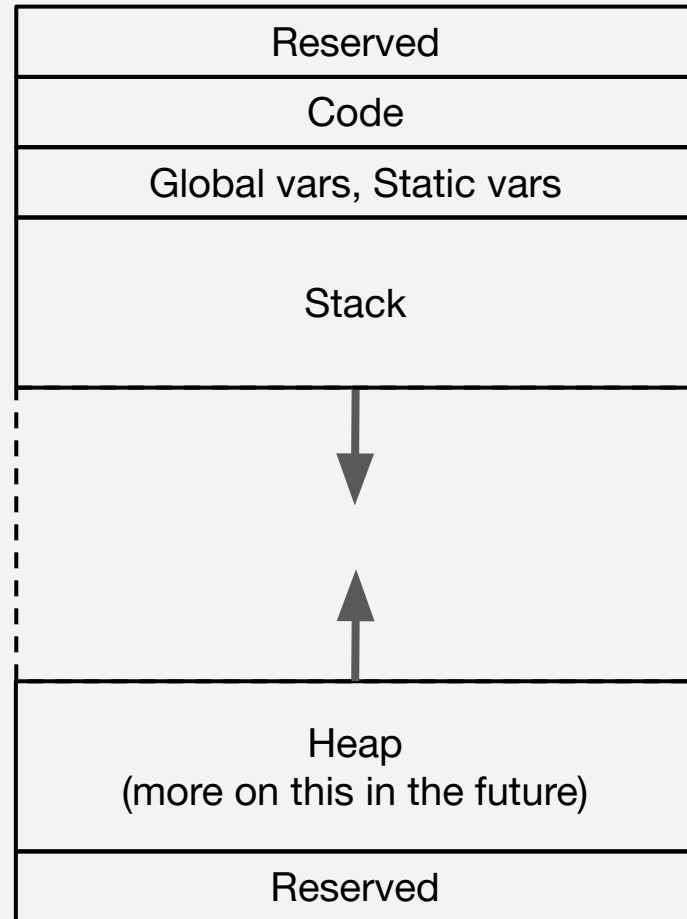 Reserved
Code
Global vars, Static vars
Stack
Heap
(more on this in the future)
Reserved